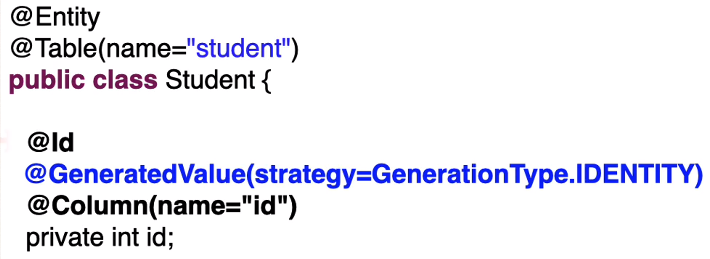 @Entity
@Table(name="student")
public class Student {
@Id
@GeneratedValue(strategy=GenerationType.IDENTITY)
@Column(name="id")
private int id;